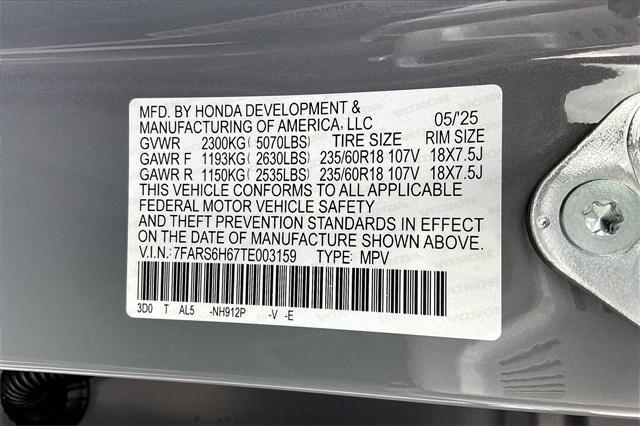 MFD. BY HONDA DEVELOPMENT &
MANUFACTURING OF AMERICA, LLC 05/'25
GVWR 2300KG ( 5070LBS) TIRE SIZE RIM SIZE
GAWR F 1193KG ( 2630LBS) 235/60R18 107V 18X7.5J
GAWR R 1150KG ( 2535LBS) 235/60R18 107V 18X7.5J
THIS VEHICLE CONFORMS TO ALL APPLICABLE
FEDERAL MOTOR VEHICLE SAFETY
AND THEFT PREVENTION STANDARDS IN EFFECT
ON THE DATE OF MANUFACTURE SHOWN ABOVE.
V.I.N.: 7FARS6H67TE003159 TYPE: MPV
3D0 T AL5 -NH912P -V -E